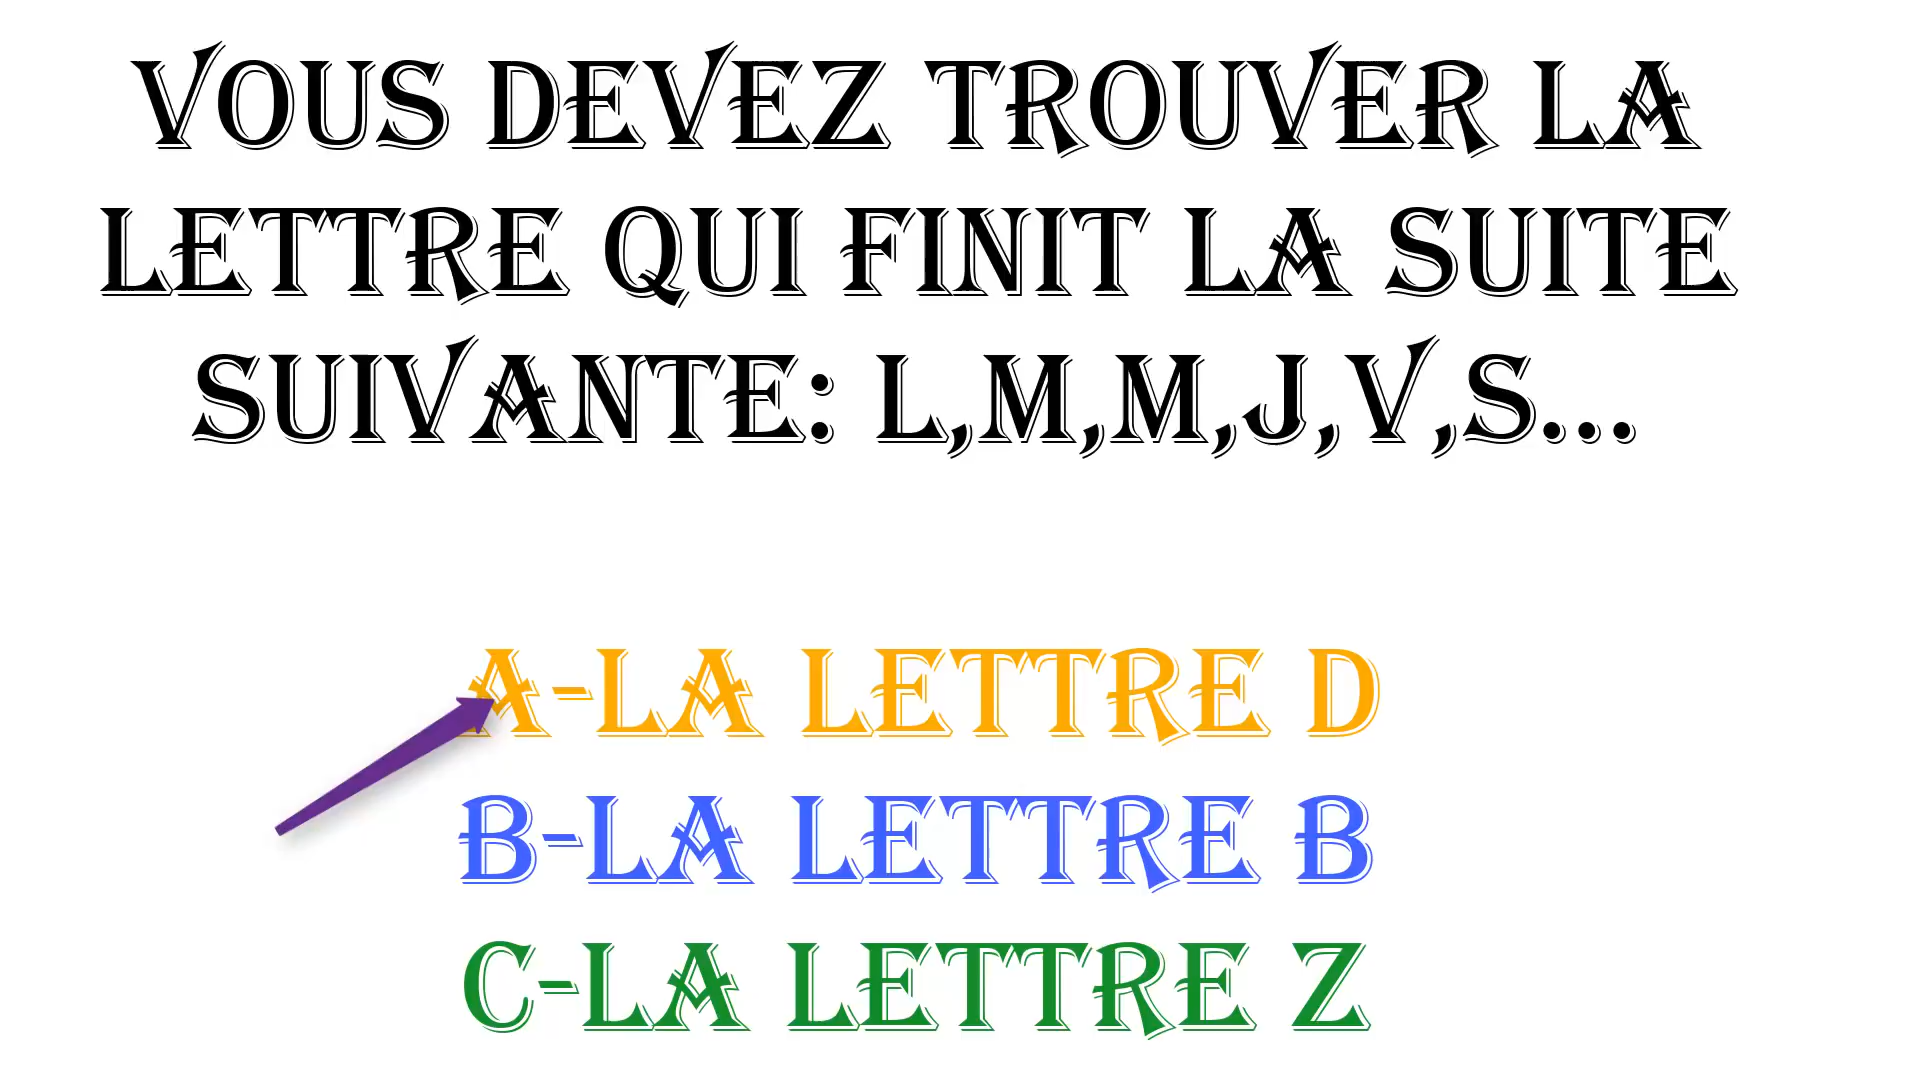 VOUS DEVEZ TROUVER LA
LETTRE QUI FINIT LA SUITE
SUIVANTE: L,M,M,J,V,S...
A-LA LETTRE D
B-LA LETTRE B
C-LA LETTRE Z